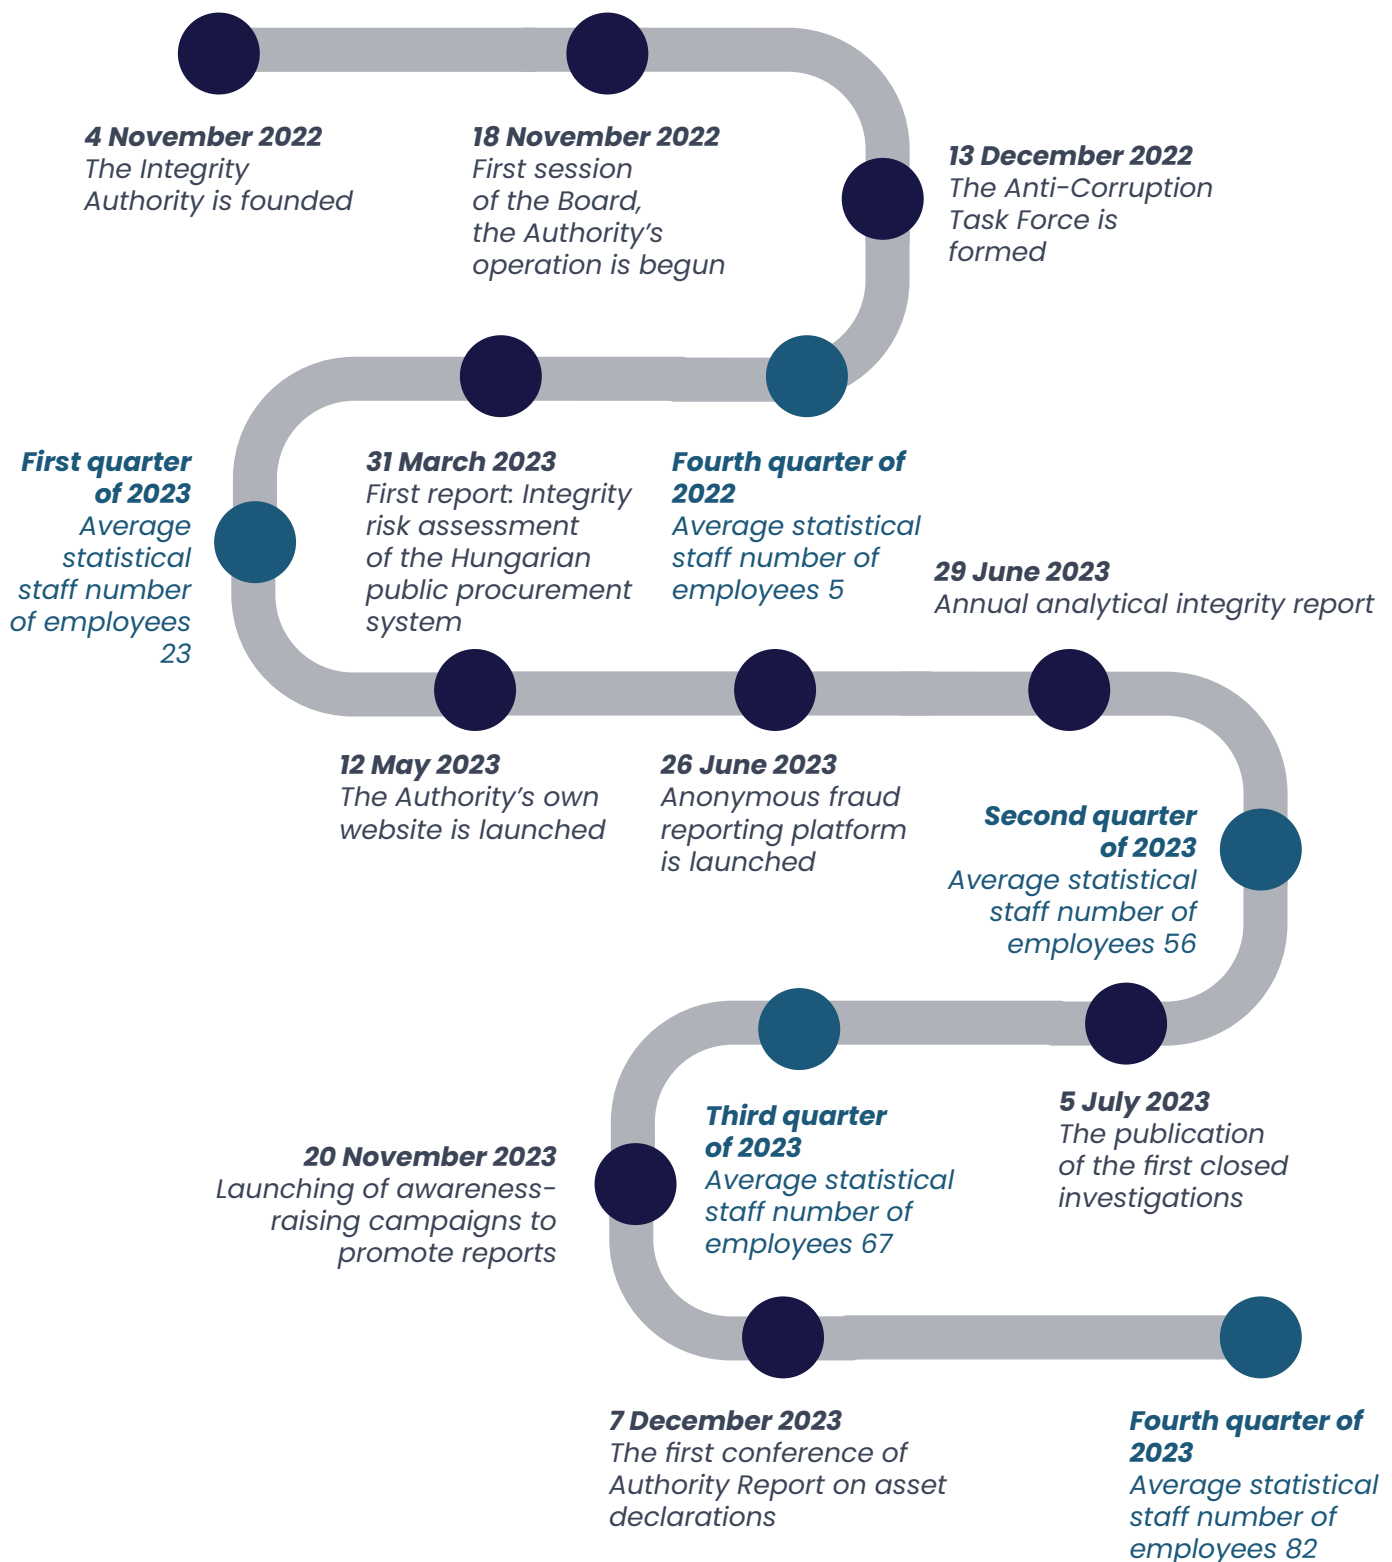 4 November 2022
The Integrity
Authority is founded
18 November 2022
First session
of the Board,
the Authority's
operation is begun
13 December 2022
The Anti-Corruption
Task Force is
formed
Fourth quarter of
2022
Average statistical
staff number of
employees 5
31 March 2023
First report: Integrity
risk assessment
of the Hungarian
public procurement
system
First quarter
of 2023
Average
statistical
staff number
of employees
23
12 May 2023
The Authority's own
website is launched
26 June 2023
Anonymous fraud
reporting platform
is launched
29 June 2023
Annual analytical integrity report
Second quarter
of 2023
Average statistical
staff number of
employees 56
5 July 2023
The publication
of the first closed
investigations
Third quarter
of 2023
Average statistical
staff number of
employees 67
20 November 2023
Launching of awareness-
raising campaigns to
promote reports
7 December 2023
The first conference of
Authority Report on asset
declarations
Fourth quarter of
2023
Average statistical
staff number of
employees 82